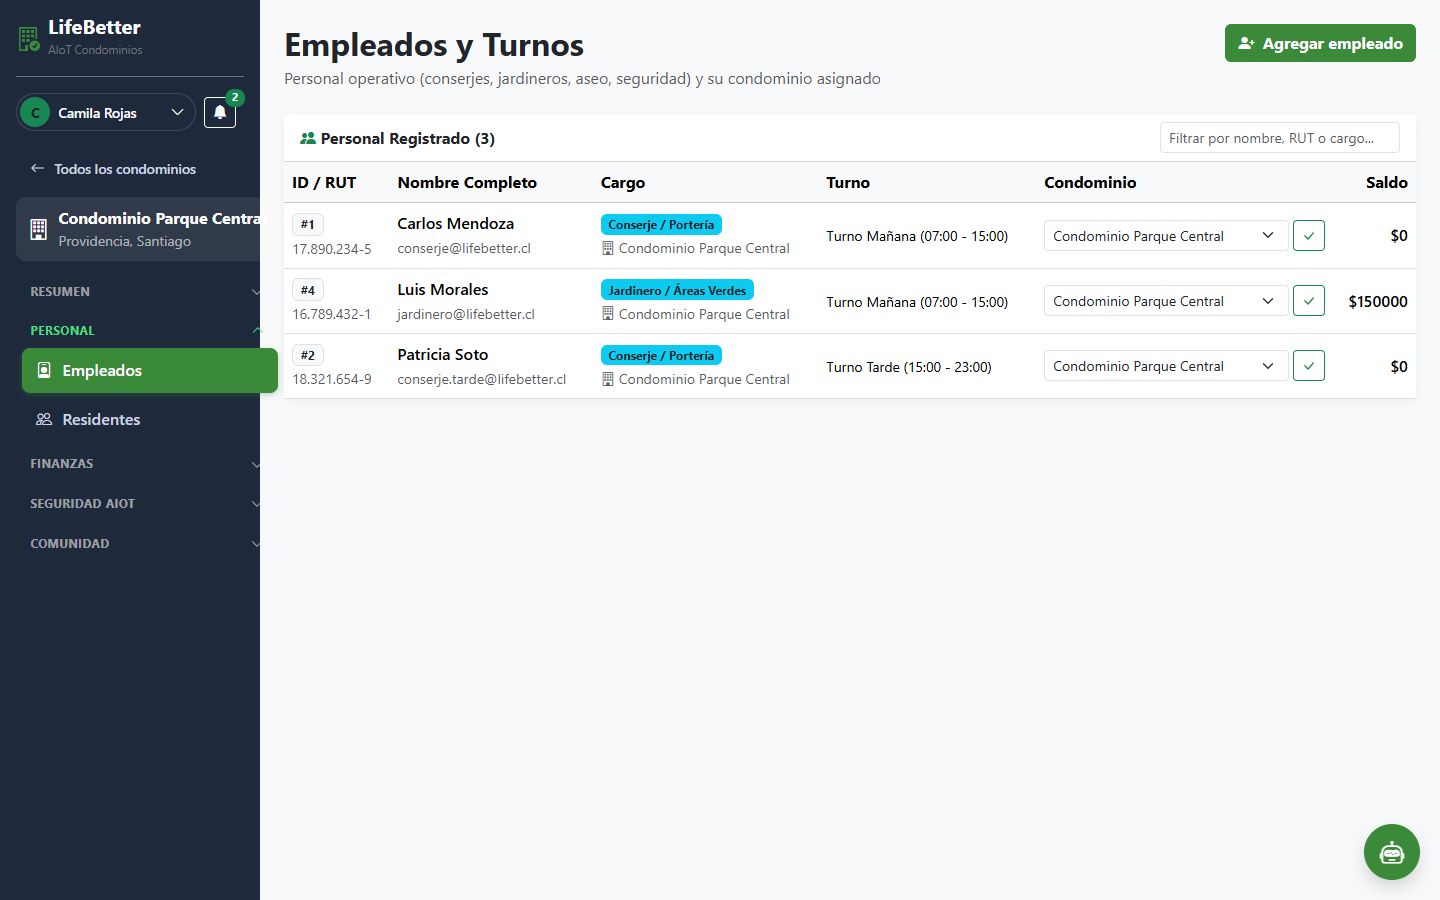 LifeBetter
AIoT Condominios
C
Camila Rojas
2
Todos los condominios
Condominio Parque Centra
Providencia, Santiago
RESUMEN
PERSONAL
Empleados
Residentes
FINANZAS
SEGURIDAD AIOT
COMUNIDAD
Empleados y Turnos
Personal operativo (conserjes, jardineros, aseo, seguridad) y su condominio asignado
Agregar empleado
Personal Registrado (3)
Filtrar por nombre, RUT o cargo...
ID / RUT Nombre Completo Cargo Turno Condominio Saldo
#1 Carlos Mendoza Conserje / Portería
17.890.234-5 conserje@lifebetter.cl Condominio Parque Central
Turno Mañana (07:00 - 15:00) Condominio Parque Central $0
#4 Luis Morales Jardinero / Áreas Verdes
16.789.432-1 jardinero@lifebetter.cl Condominio Parque Central
Turno Mañana (07:00 - 15:00) Condominio Parque Central $150000
#2 Patricia Soto Conserje / Portería
18.321.654-9 conserje.tarde@lifebetter.cl Condominio Parque Central
Turno Tarde (15:00 - 23:00) Condominio Parque Central $0